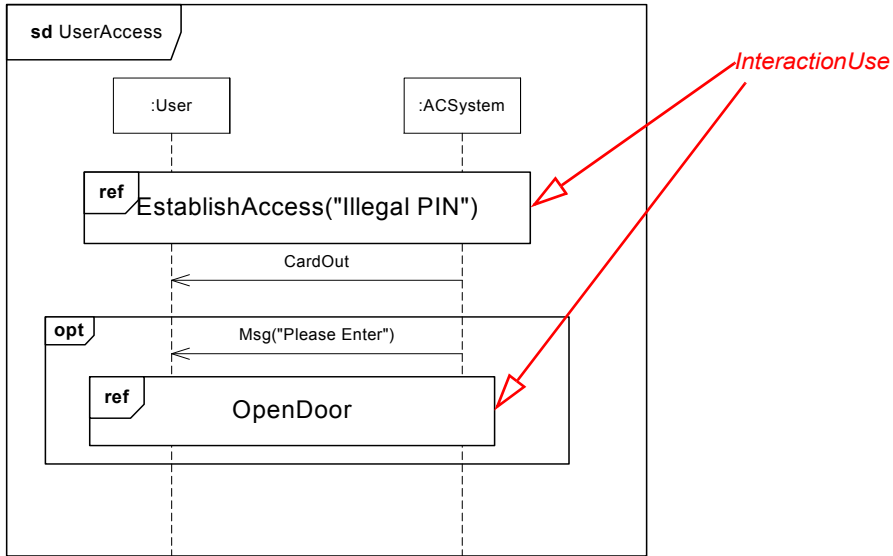 sd UserAccess
InteractionUse
:User
:ACSystem
ref
EstablishAccess("Illegal PIN")
CardOut
opt
Msg("Please Enter")
ref
OpenDoor